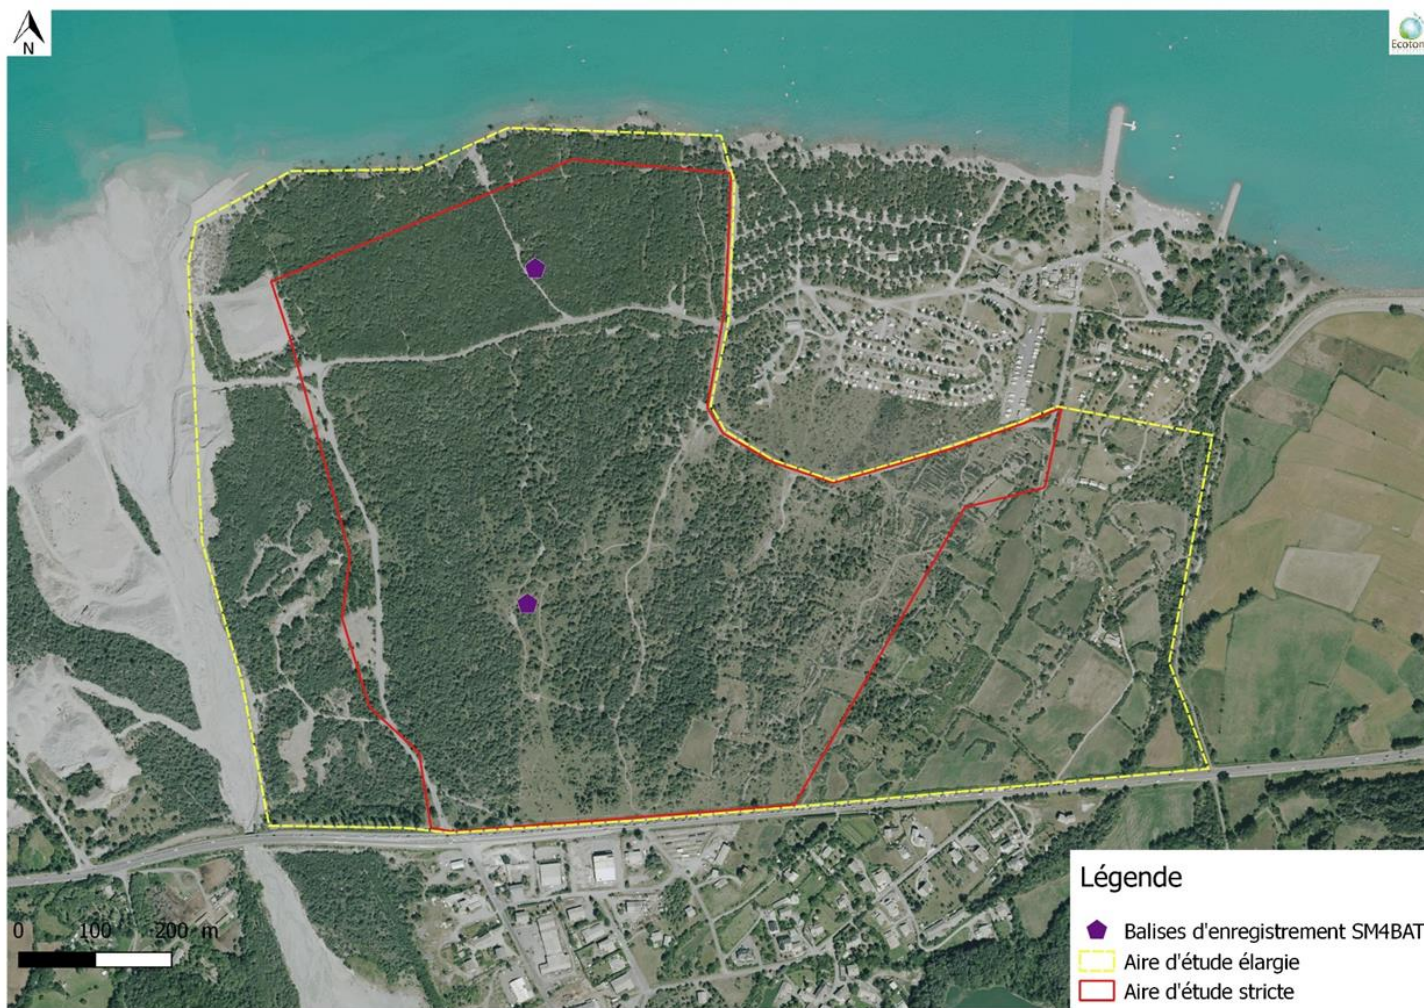 N
Ecoton
0 100 200 m
Légende
Balises d'enregistrement SM4BAT
Aire d'étude élargie
Aire d'étude stricte